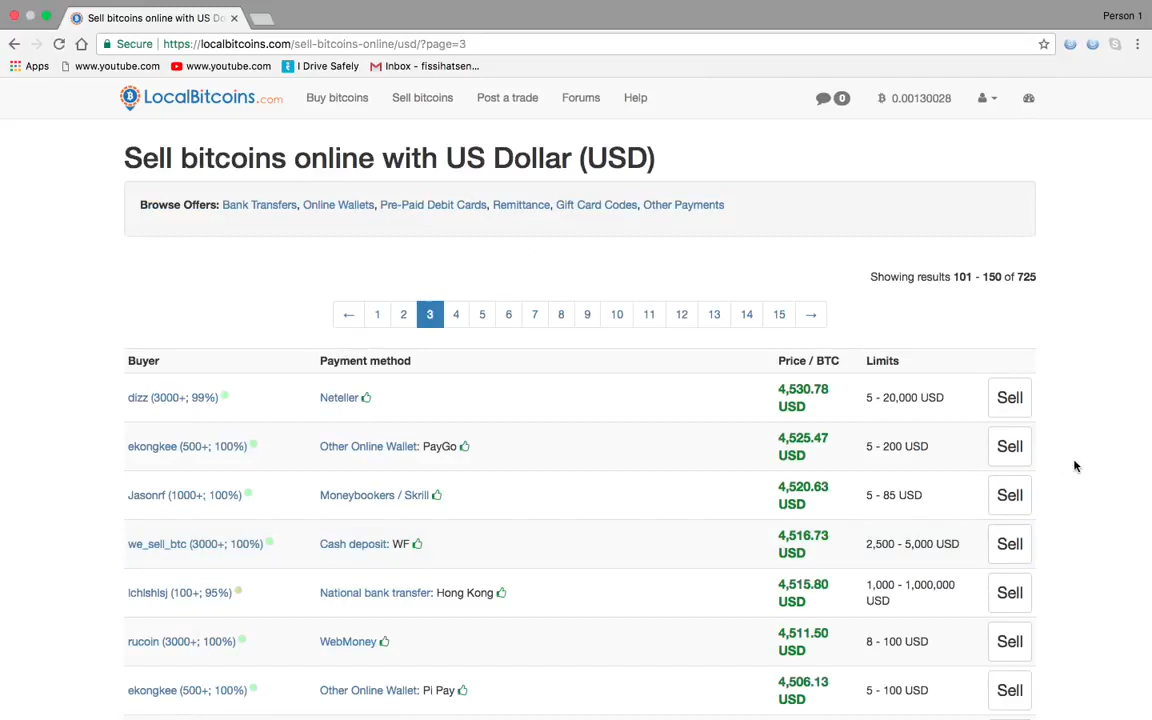 Sell bitcoins online with US Do
Person 1
Secure | https://localbitcoins.com/sell-bitcoins-online/usd/?page=3
Apps www.youtube.com www.youtube.com I Drive Safely Inbox - fissihatsen...
LocalBitcoins.com Buy bitcoins Sell bitcoins Post a trade Forums Help 0 0.00130028
Sell bitcoins online with US Dollar (USD)
Browse Offers: Bank Transfers, Online Wallets, Pre-Paid Debit Cards, Remittance, Gift Card Codes, Other Payments
Showing results 101 - 150 of 725
← 1 2 3 4 5 6 7 8 9 10 11 12 13 14 15 →
Buyer Payment method Price / BTC Limits
dizz (3000+; 99%) Neteller 4,530.78 USD 5 - 20,000 USD Sell
ekongkee (500+; 100%) Other Online Wallet: PayGo 4,525.47 USD 5 - 200 USD Sell
Jasonrf (1000+; 100%) Moneybookers / Skrill 4,520.63 USD 5 - 85 USD Sell
we_sell_btc (3000+; 100%) Cash deposit: WF 4,516.73 USD 2,500 - 5,000 USD Sell
(100+; 95%) National bank transfer: Hong Kong 4,515.80 USD 1,000 - 1,000,000 USD Sell
rucoin (3000+; 100%) WebMoney 4,511.50 USD 8 - 100 USD Sell
ekongkee (500+; 100%) Other Online Wallet: Pi Pay 4,506.13 USD 5 - 100 USD Sell